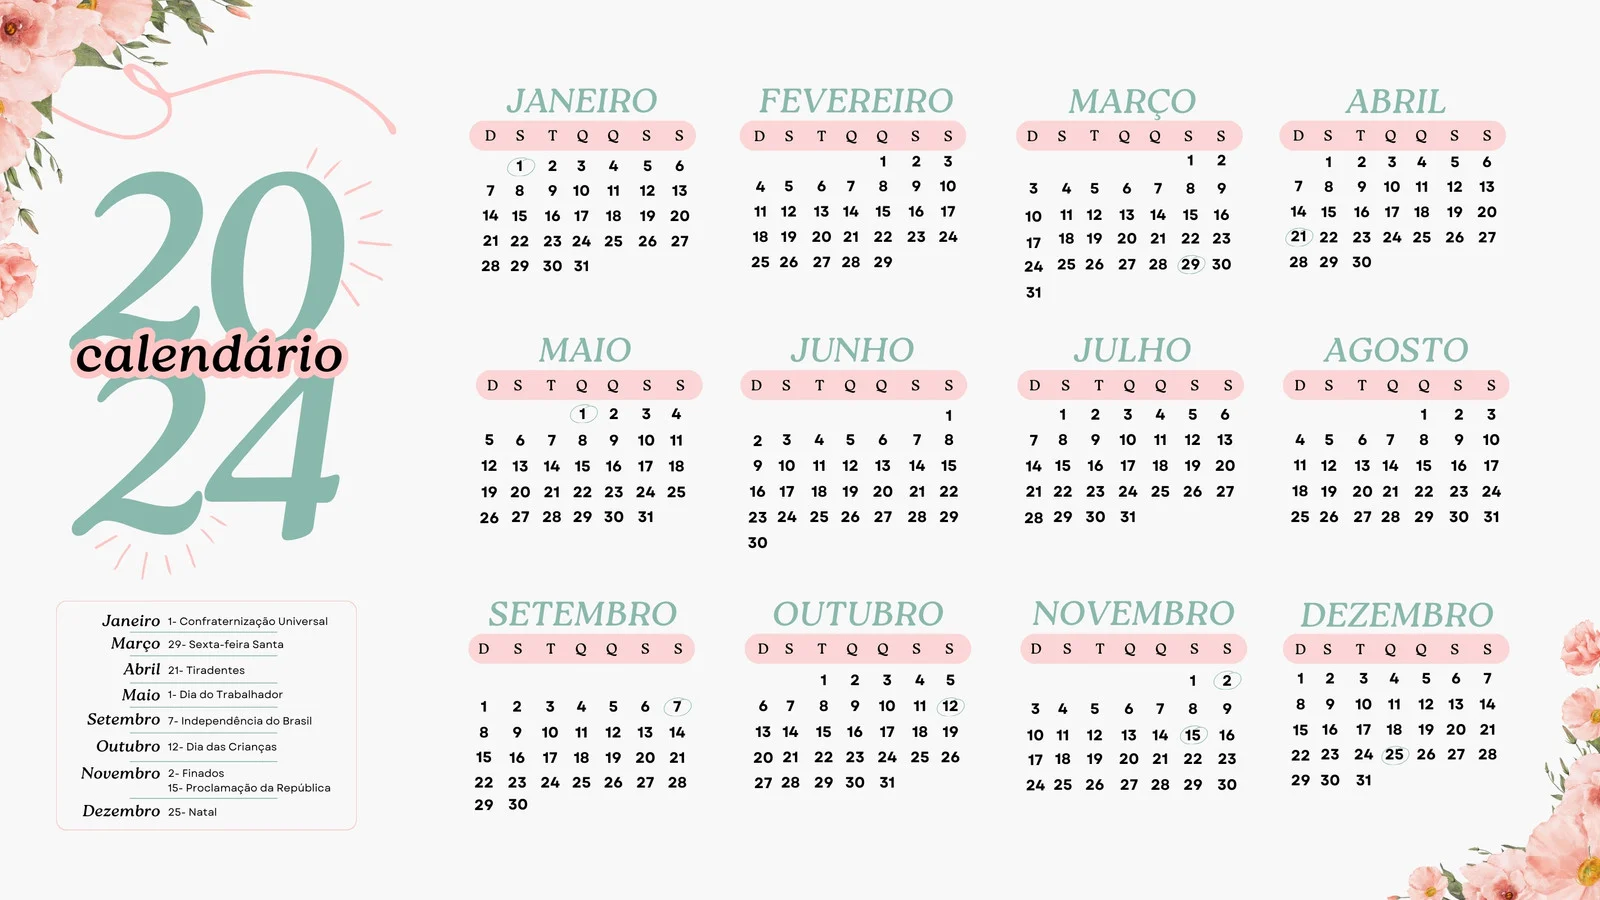 20
calendário
24
Janeiro 1- Confraternização Universal
Março 29- Sexta-feira Santa
Abril 21- Tiradentes
Maio 1- Dia do Trabalhador
Setembro 7- Independência do Brasil
Outubro 12- Dia das Crianças
Novembro 2- Finados
15- Proclamação da República
Dezembro 25- Natal
JANEIRO
D S T Q Q S S
1 2 3 4 5 6
7 8 9 10 11 12 13
14 15 16 17 18 19 20
21 22 23 24 25 26 27
28 29 30 31
FEVEREIRO
D S T Q Q S S
1 2 3
4 5 6 7 8 9 10
11 12 13 14 15 16 17
18 19 20 21 22 23 24
25 26 27 28 29
MARÇO
D S T Q Q S S
1 2
3 4 5 6 7 8 9
10 11 12 13 14 15 16
17 18 19 20 21 22 23
24 25 26 27 28 29 30
31
ABRIL
D S T Q Q S S
1 2 3 4 5 6
7 8 9 10 11 12 13
14 15 16 17 18 19 20
21 22 23 24 25 26 27
28 29 30
MAIO
D S T Q Q S S
1 2 3 4
5 6 7 8 9 10 11
12 13 14 15 16 17 18
19 20 21 22 23 24 25
26 27 28 29 30 31
JUNHO
D S T Q Q S S
1
2 3 4 5 6 7 8
9 10 11 12 13 14 15
16 17 18 19 20 21 22
23 24 25 26 27 28 29
30
JULHO
D S T Q Q S S
1 2 3 4 5 6
7 8 9 10 11 12 13
14 15 16 17 18 19 20
21 22 23 24 25 26 27
28 29 30 31
AGOSTO
D S T Q Q S S
1 2 3
4 5 6 7 8 9 10
11 12 13 14 15 16 17
18 19 20 21 22 23 24
25 26 27 28 29 30 31
SETEMBRO
D S T Q Q S S
1 2 3 4 5 6 7
8 9 10 11 12 13 14
15 16 17 18 19 20 21
22 23 24 25 26 27 28
29 30
OUTUBRO
D S T Q Q S S
1 2 3 4 5
6 7 8 9 10 11 12
13 14 15 16 17 18 19
20 21 22 23 24 25 26
27 28 29 30 31
NOVEMBRO
D S T Q Q S S
1 2
3 4 5 6 7 8 9
10 11 12 13 14 15 16
17 18 19 20 21 22 23
24 25 26 27 28 29 30
DEZEMBRO
D S T Q Q S S
1 2 3 4 5 6 7
8 9 10 11 12 13 14
15 16 17 18 19 20 21
22 23 24 25 26 27 28
29 30 31